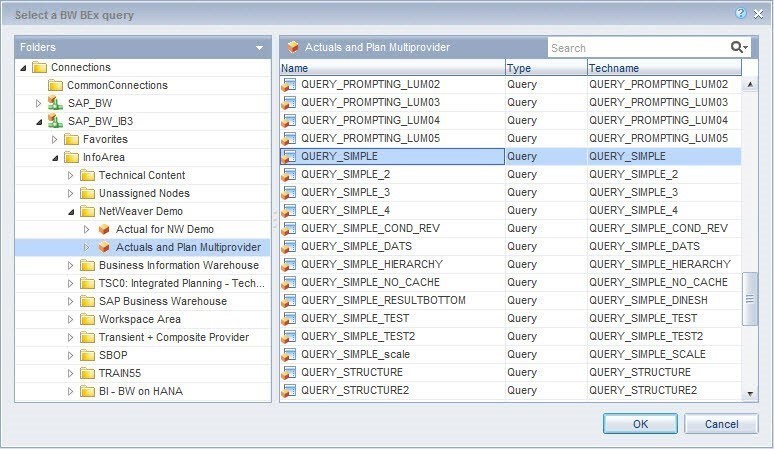 Select a BW BEx query
Folders
Connections
CommonConnections
SAP_BW
SAP_BW_IB3
Favorites
InfoArea
Technical Content
Unassigned Nodes
NetWeaver Demo
Actual for NW Demo
Actuals and Plan Multiprovider
Business Information Warehouse
TSC0: Integrated Planning - Tech...
SAP Business Warehouse
Workspace Area
Transient + Composite Provider
SBOP
TRAIN55
BI - BW on HANA
Actuals and Plan Multiprovider Search
Name Type Techname
QUERY_PROMPTING_LUM02 Query QUERY_PROMPTING_LUM02
QUERY_PROMPTING_LUM03 Query QUERY_PROMPTING_LUM03
QUERY_PROMPTING_LUM04 Query QUERY_PROMPTING_LUM04
QUERY_PROMPTING_LUM05 Query QUERY_PROMPTING_LUM05
QUERY_SIMPLE Query QUERY_SIMPLE
QUERY_SIMPLE_2 Query QUERY_SIMPLE_2
QUERY_SIMPLE_3 Query QUERY_SIMPLE_3
QUERY_SIMPLE_4 Query QUERY_SIMPLE_4
QUERY_SIMPLE_COND_REV Query QUERY_SIMPLE_COND_REV
QUERY_SIMPLE_DATS Query QUERY_SIMPLE_DATS
QUERY_SIMPLE_HIERARCHY Query QUERY_SIMPLE_HIERARCHY
QUERY_SIMPLE_NO_CACHE Query QUERY_SIMPLE_NO_CACHE
QUERY_SIMPLE_RESULTBOTTOM Query QUERY_SIMPLE_DINESH
QUERY_SIMPLE_TEST Query QUERY_SIMPLE_TEST
QUERY_SIMPLE_TEST2 Query QUERY_SIMPLE_TEST2
QUERY_SIMPLE_scale Query QUERY_SIMPLE_SCALE
QUERY_STRUCTURE Query QUERY_STRUCTURE
QUERY_STRUCTURE2 Query QUERY_STRUCTURE2
OK Cancel